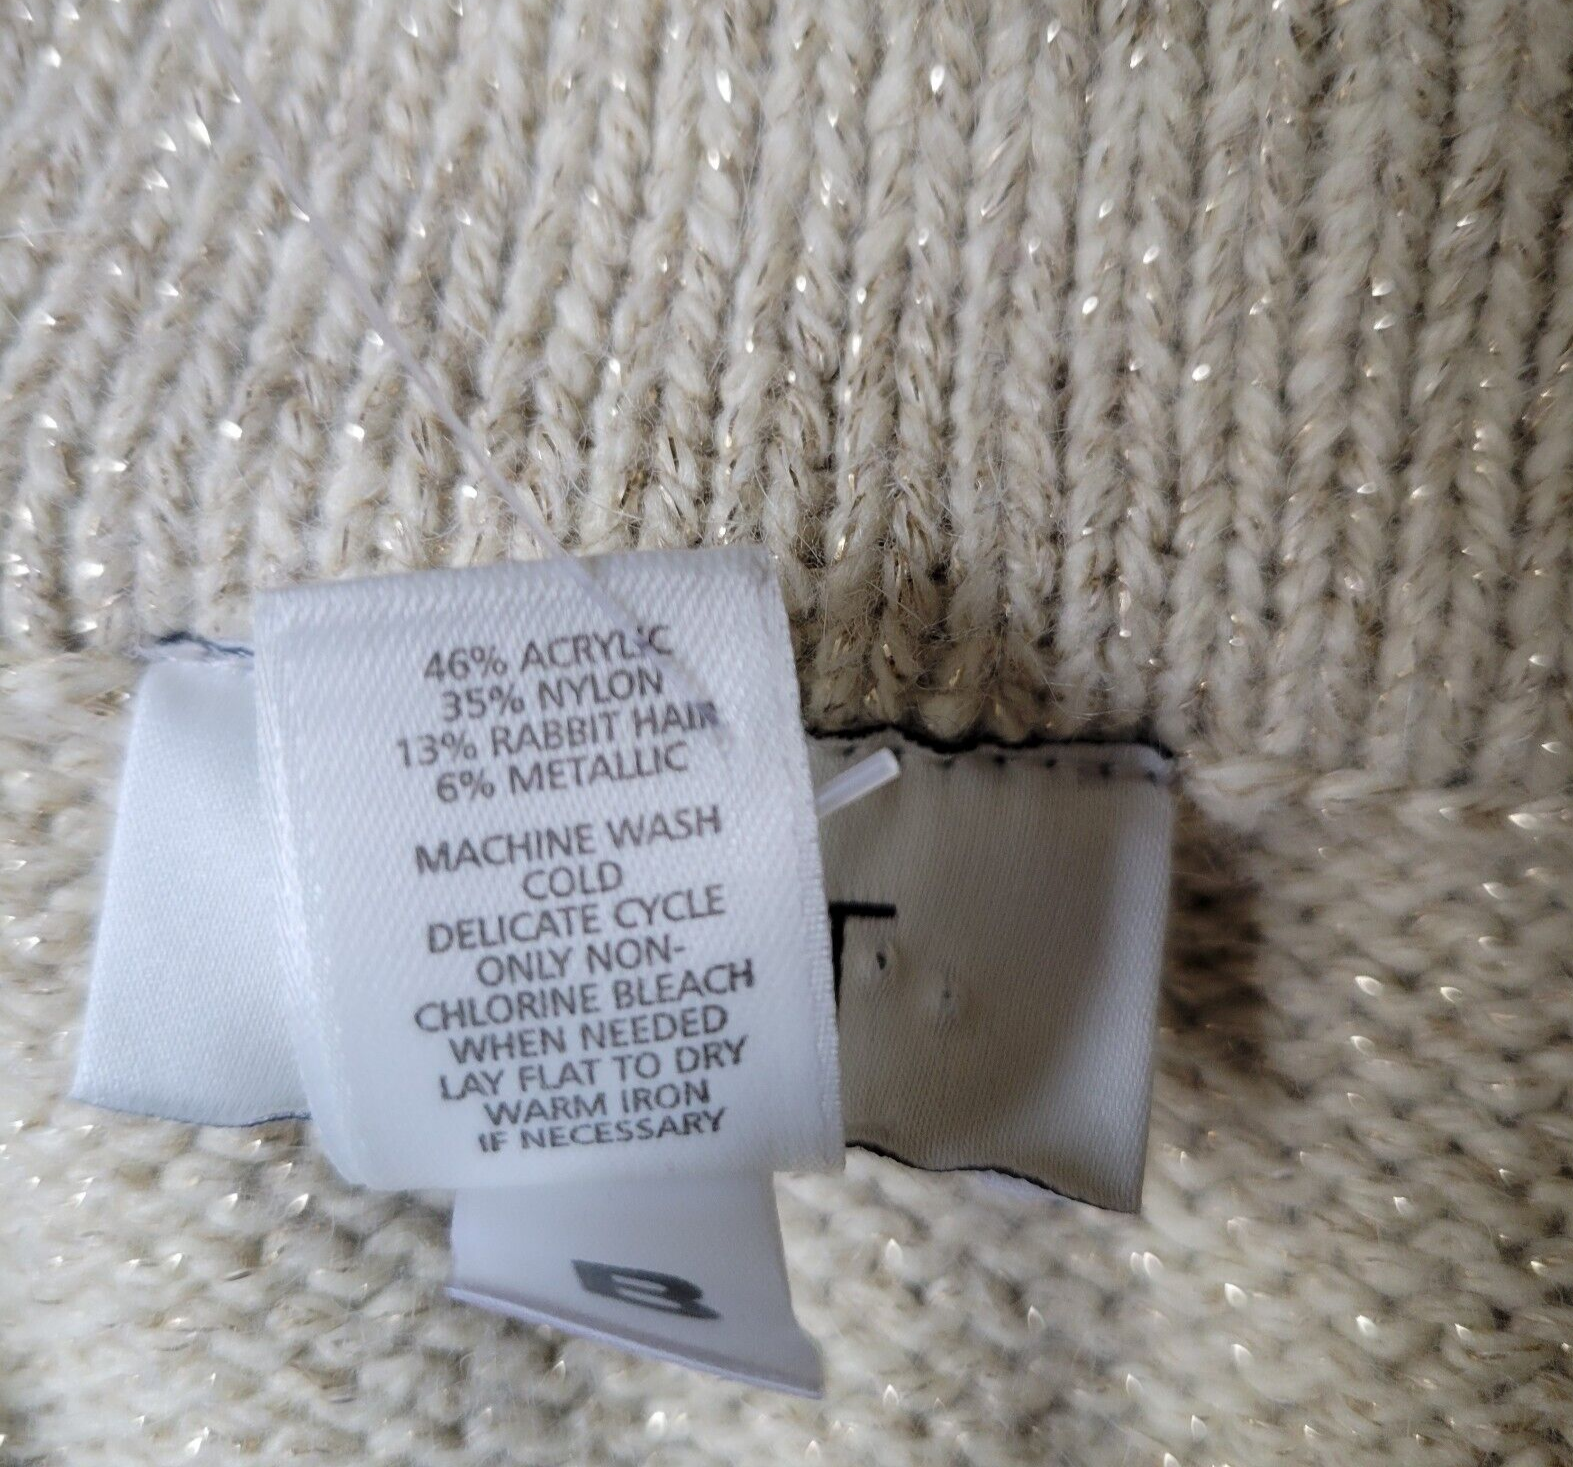 46% ACRYLIC
35% NYLON
13% RABBIT HAIR
6% METALLIC
MACHINE WASH
COLD
DELICATE CYCLE
ONLY NON-
CHLORINE BLEACH
WHEN NEEDED
LAY FLAT TO DRY
WARM IRON
IF NECESSARY
B